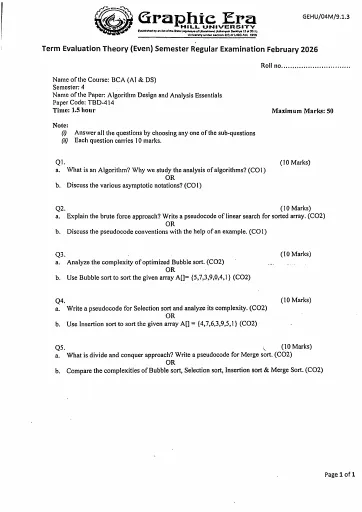 Graphic Era
HILL UNIVERSITY
GEHU/04M/9.1.3
Term Evaluation Theory (Even) Semester Regular Examination February 2026
Roll no..............................
Name of the Course: BCA (AI & DS)
Semester: 4
Name of the Paper: Algorithm Design and Analysis Essentials
Paper Code: TBD-414
Time: 1.5 hour Maximum Marks: 50
Note:
(i) Answer all the questions by choosing any one of the sub-questions
(ii) Each question carries 10 marks.
Q1. (10 Marks)
a. What is an Algorithm? Why we study the analysis of algorithms? (CO1)
OR
b. Discuss the various asymptotic notations? (CO1)
Q2. (10 Marks)
a. Explain the brute force approach? Write a pseudocode of linear search for sorted array. (CO2)
OR
b. Discuss the pseudocode conventions with the help of an example. (CO1)
Q3. (10 Marks)
a. Analyze the complexity of optimized Bubble sort. (CO2)
OR
b. Use Bubble sort to sort the given array A[]= {5,7,3,9,0,4,1} (CO2)
Q4. (10 Marks)
a. Write a pseudocode for Selection sort and analyze its complexity. (CO2)
OR
b. Use Insertion sort to sort the given array A[] = {4,7,6,3,9,5,1} (CO2)
Q5. (10 Marks)
a. What is divide and conquer approach? Write a pseudocode for Merge sort. (CO2)
OR
b. Compare the complexities of Bubble sort, Selection sort, Insertion sort & Merge Sort. (CO2)
Page 1 of 1